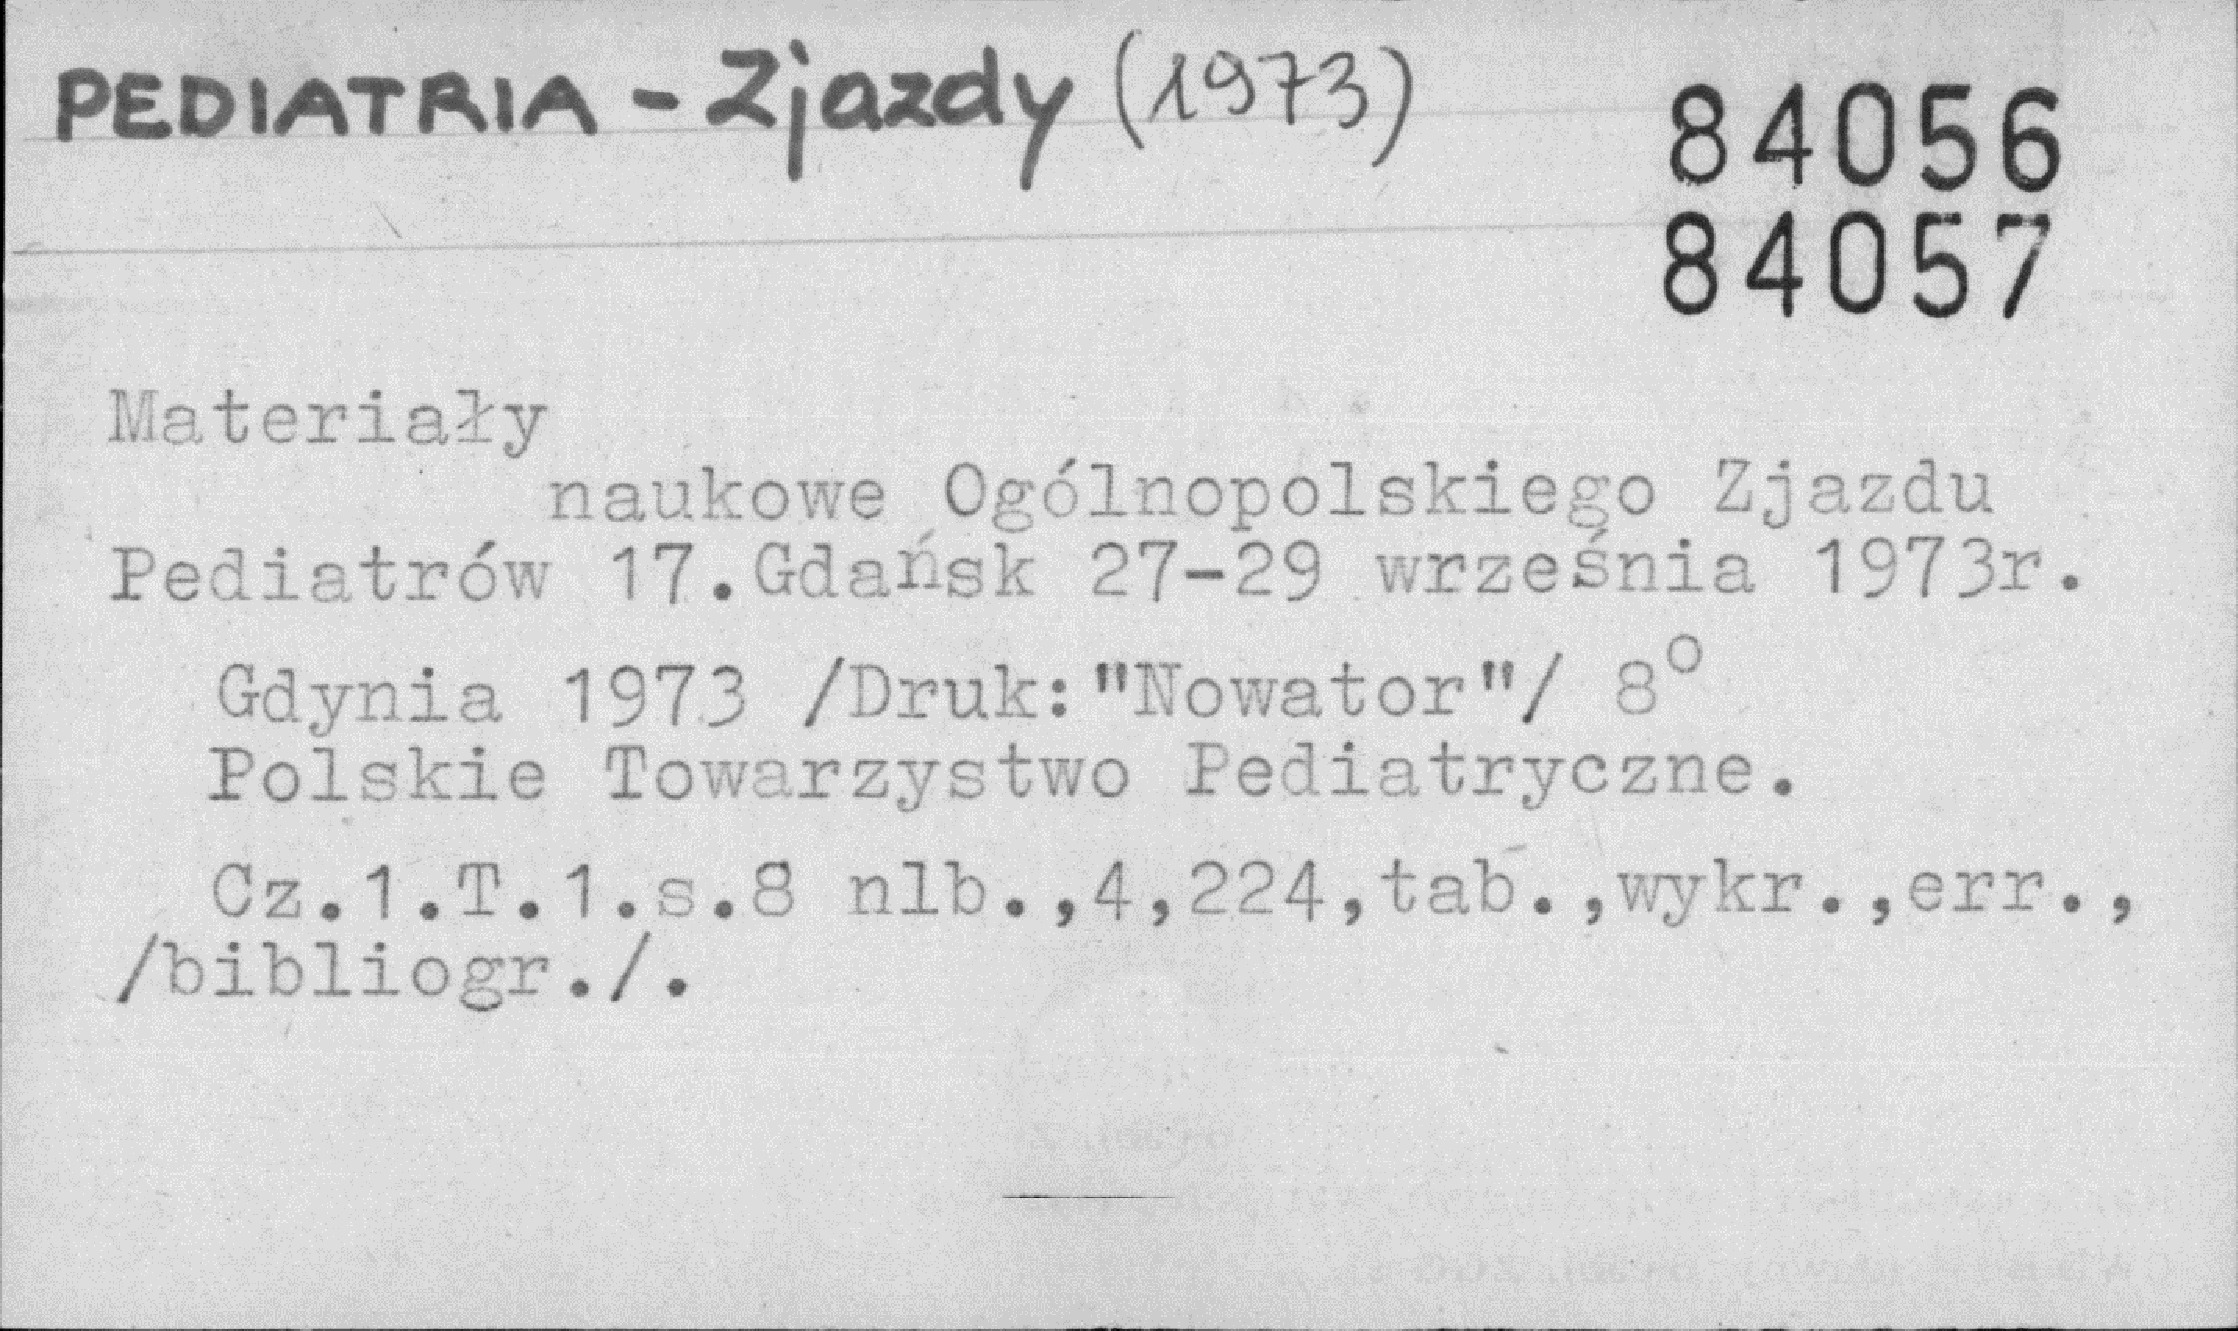 PEDIATRIA - Zjazdy (1973)
84056
84057
Materiały
naukowe Ogólnopolskiego Zjazdu
Pediatrów 17.Gdańsk 27-29 września 1973r.
Gdynia 1973 /Druk:"Nowator"/ 8°
Polskie Towarzystwo Pediatryczne.
Cz.1.T.1.s.8 nlb.,4,224,tab.,wykr.,err.,
/bibliogr./.